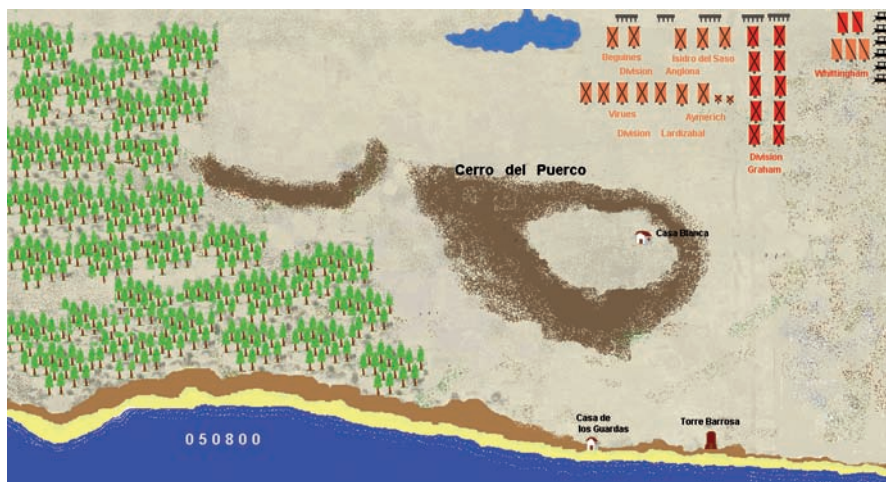 Beguines
Isidro del Saso
Division Anglona
Whittingham
Virues
Aymerich
Division Lardizabal
Division
Graham
Cerro del Puerco
Casa Blanca
Casa de
los Guardas
Torre Barrosa
050800